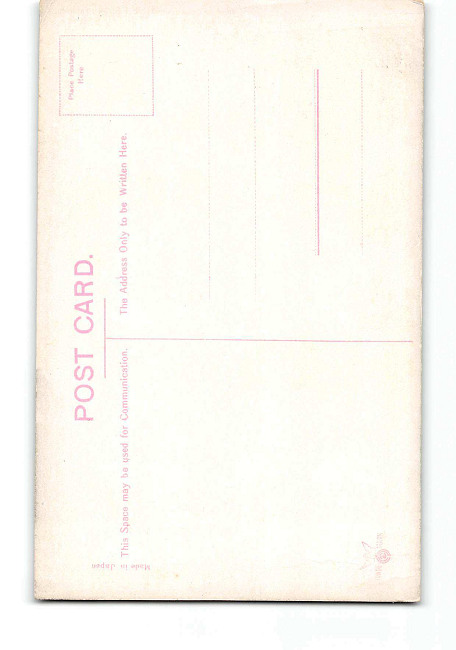 POST CARD.
Place Postage
Here
This Space may be used for Communication.
The Address Only to be Written Here.
Made in Japan